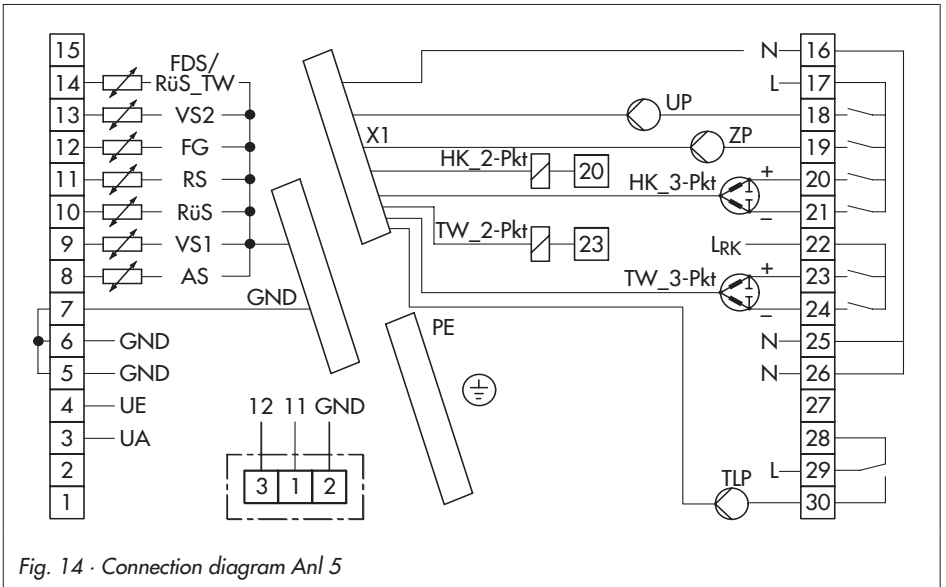 15
14 FDS/
RüS_TW
13 VS2
12 FG
11 RS
10 RüS
9 VS1
8 AS
7 GND
6 GND
5 GND
4 UE
3 UA
2
1
X1
PE
12 11 GND
3 1 2
N 16
L 17
UP 18
ZP 19
HK_2-Pkt 20
HK_3-Pkt + 20
– 21
LRK 22
TW_2-Pkt 23
TW_3-Pkt + 23
– 24
N 25
N 26
27
28
L 29
TLP 30
Fig. 14 · Connection diagram Anl 5